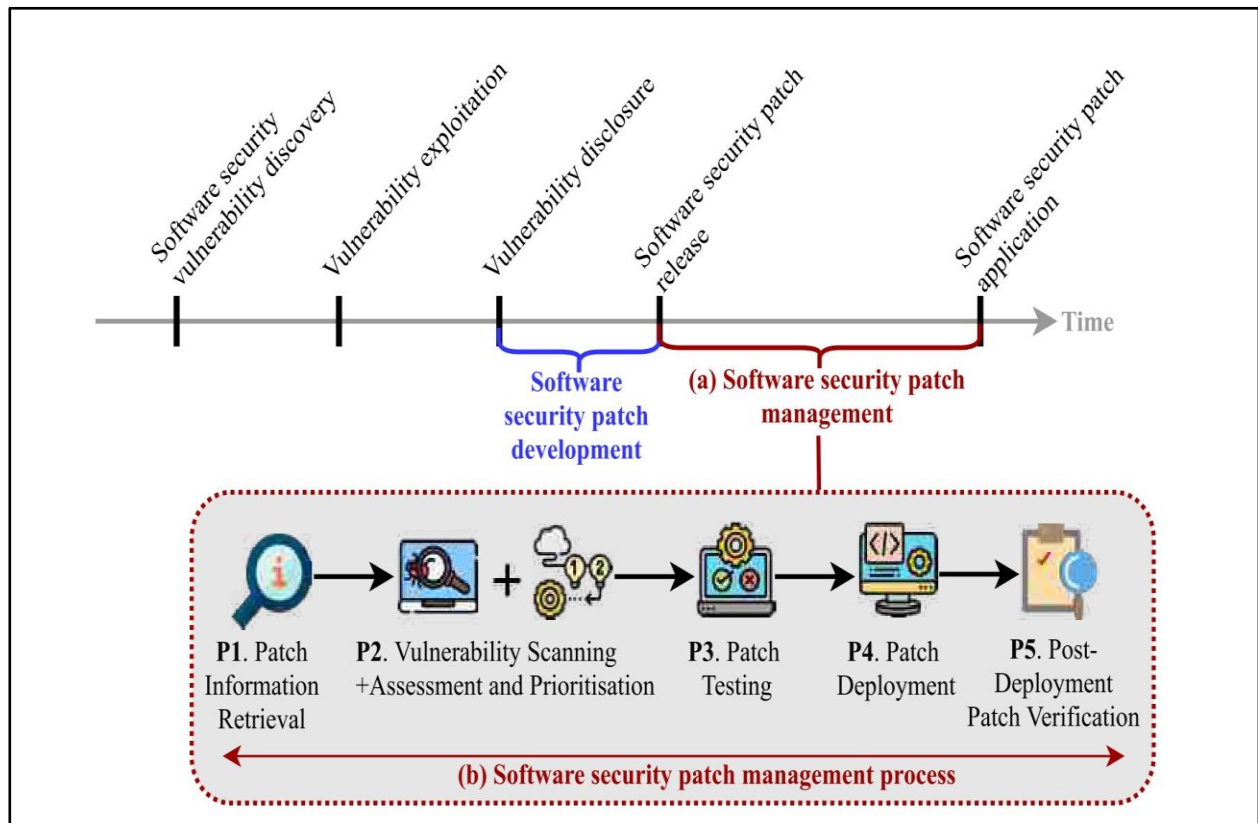 Software security
vulnerability discovery
Vulnerability exploitation
Vulnerability disclosure
Software security patch
release
Software security patch
application
Time
Software
security patch
development
(a) Software security patch
management
i
1
2
</>
P1. Patch
Information
Retrieval
P2. Vulnerability Scanning
+Assessment and Prioritisation
P3. Patch
Testing
P4. Patch
Deployment
P5. Post-
Deployment
Patch Verification
(b) Software security patch management process